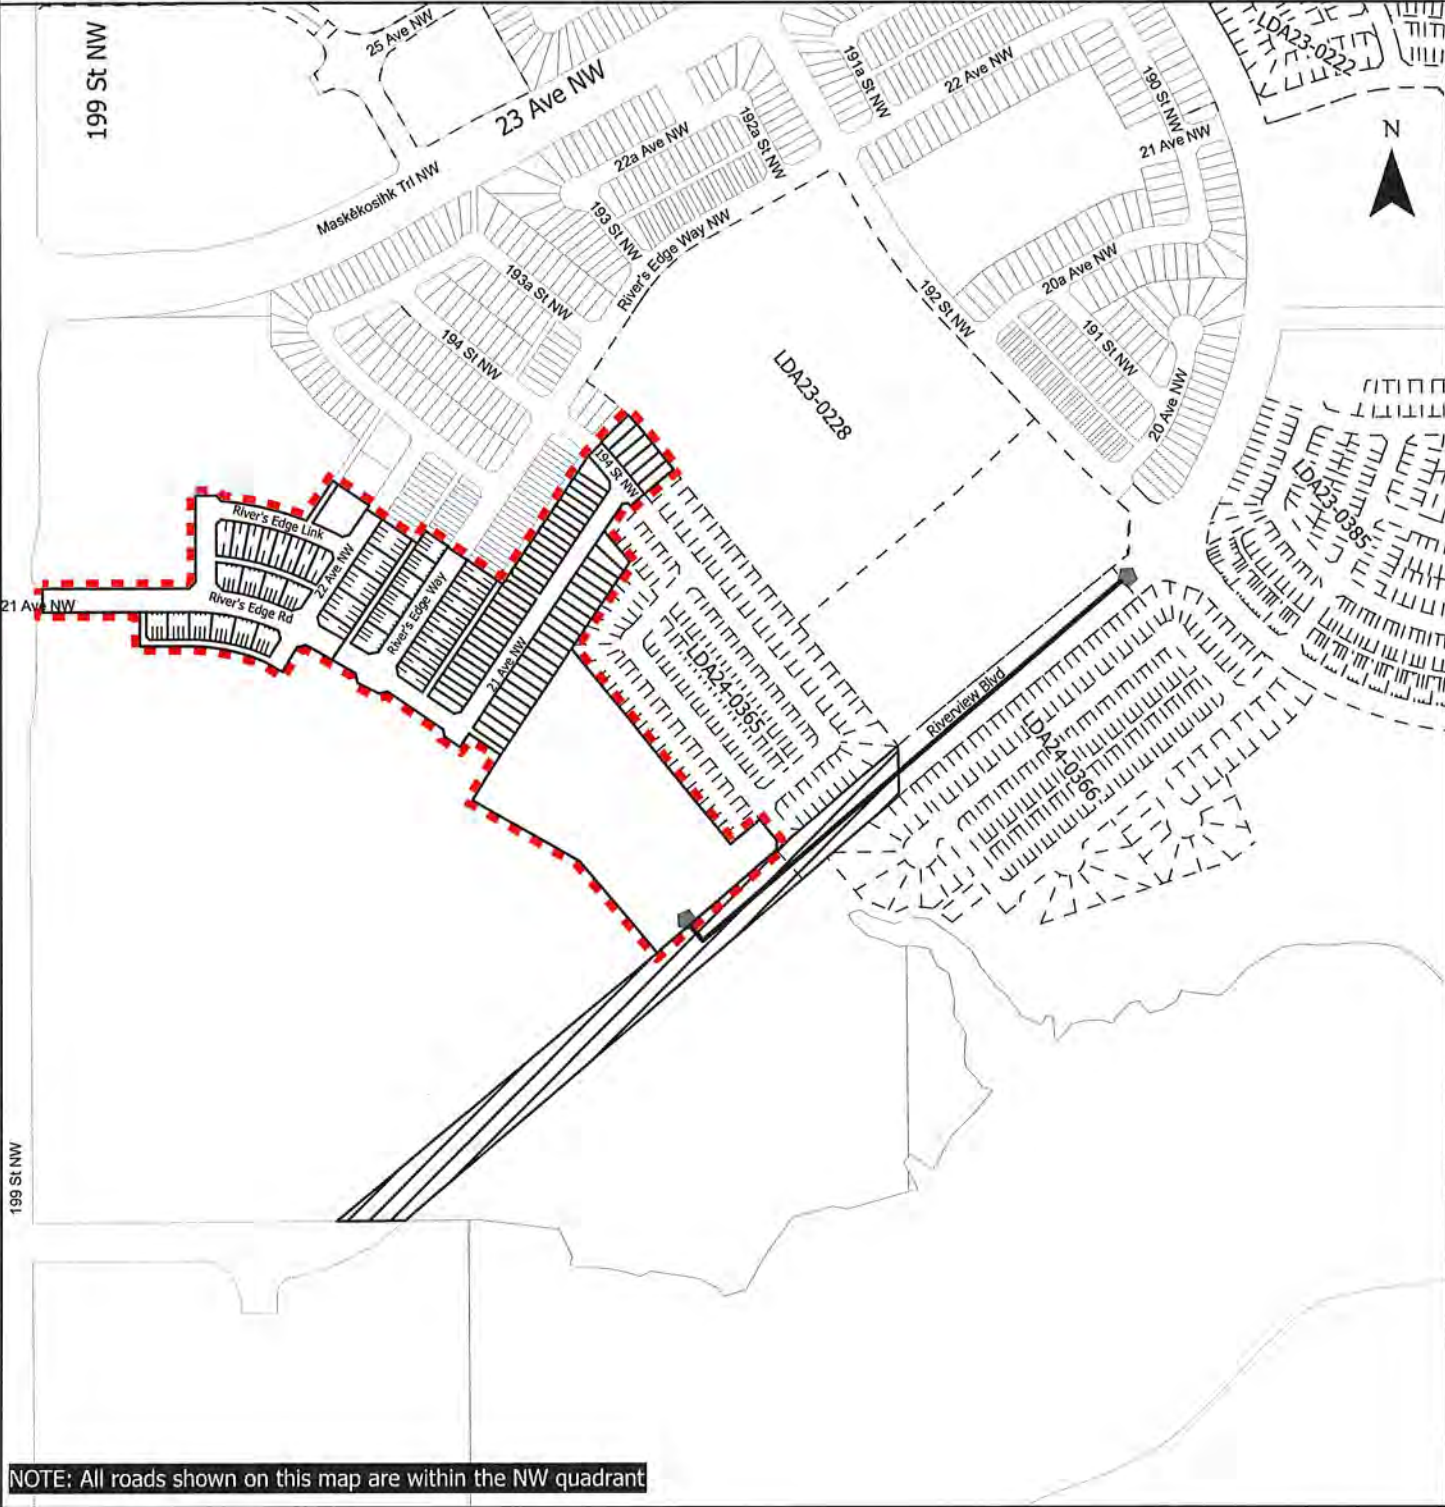 199 St NW
25 Ave NW
23 Ave NW
Maskêkosihk Trl NW
22a Ave NW
192a St NW
191a St NW
22 Ave NW
190 St NW
21 Ave NW
LDA23-0222
N
193 St NW
River's Edge Way NW
193a St NW
194 St NW
192 St NW
20a Ave NW
191 St NW
20 Ave NW
LDA23-0228
LDA23-0385
194 St NW
River's Edge Link
22 Ave NW
River's Edge Rd
21 Ave NW
River's Edge Way
21 Ave NW
LDA24-0365
Riverview Blvd
LDA24-0366
199 St NW
NOTE: All roads shown on this map are within the NW quadrant